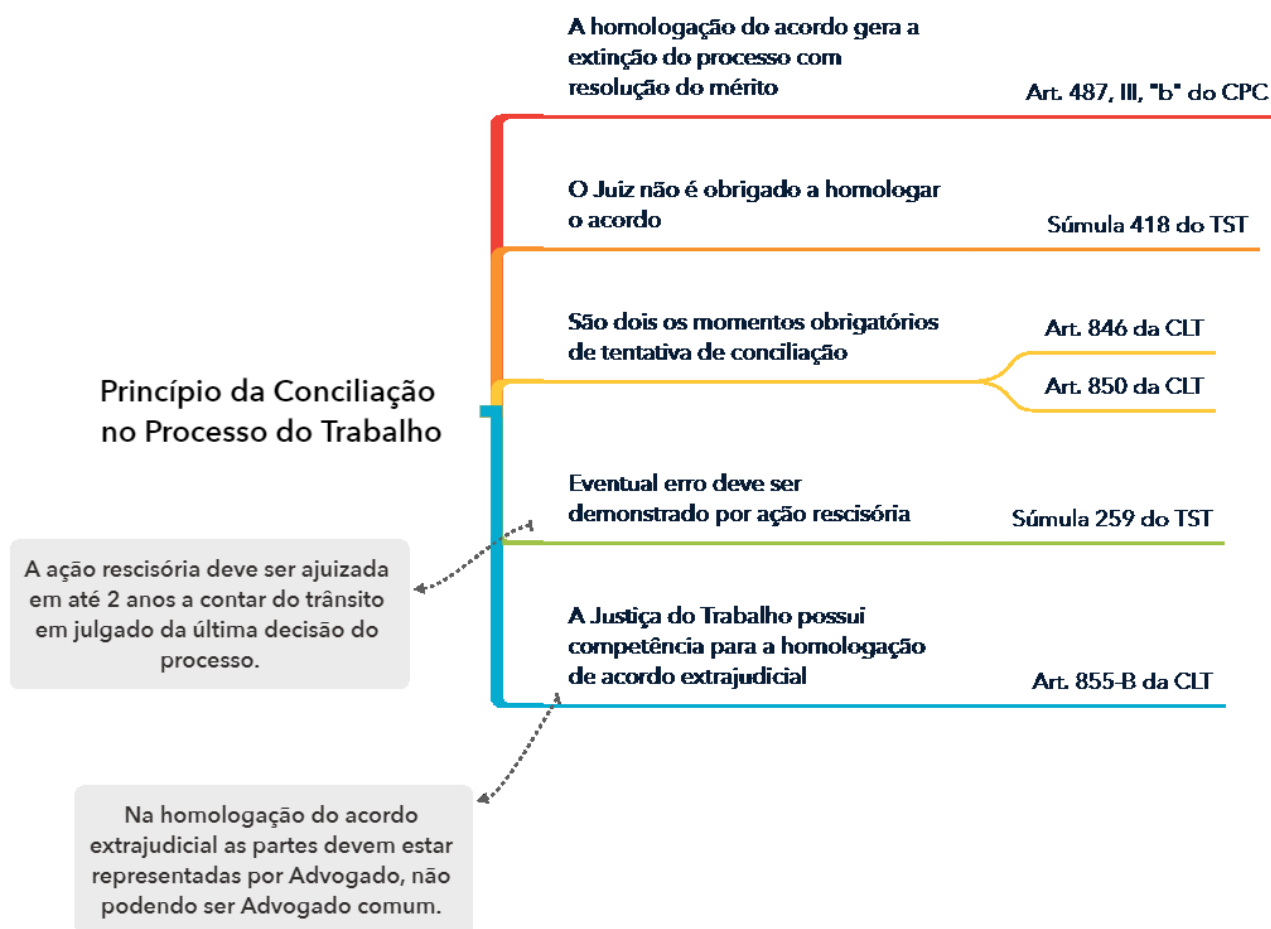 A homologação do acordo gera a
extinção do processo com
resolução do mérito
Art. 487, III, "b" do CPC
O Juiz não é obrigado a homologar
o acordo
Súmula 418 do TST
São dois os momentos obrigatórios
de tentativa de conciliação
Art. 846 da CLT
Art. 850 da CLT
Princípio da Conciliação
no Processo do Trabalho
Eventual erro deve ser
demonstrado por ação rescisória
Súmula 259 do TST
A ação rescisória deve ser ajuizada
em até 2 anos a contar do trânsito
em julgado da última decisão do
processo.
A Justiça do Trabalho possui
competência para a homologação
de acordo extrajudicial
Art. 855-B da CLT
Na homologação do acordo
extrajudicial as partes devem estar
representadas por Advogado, não
podendo ser Advogado comum.